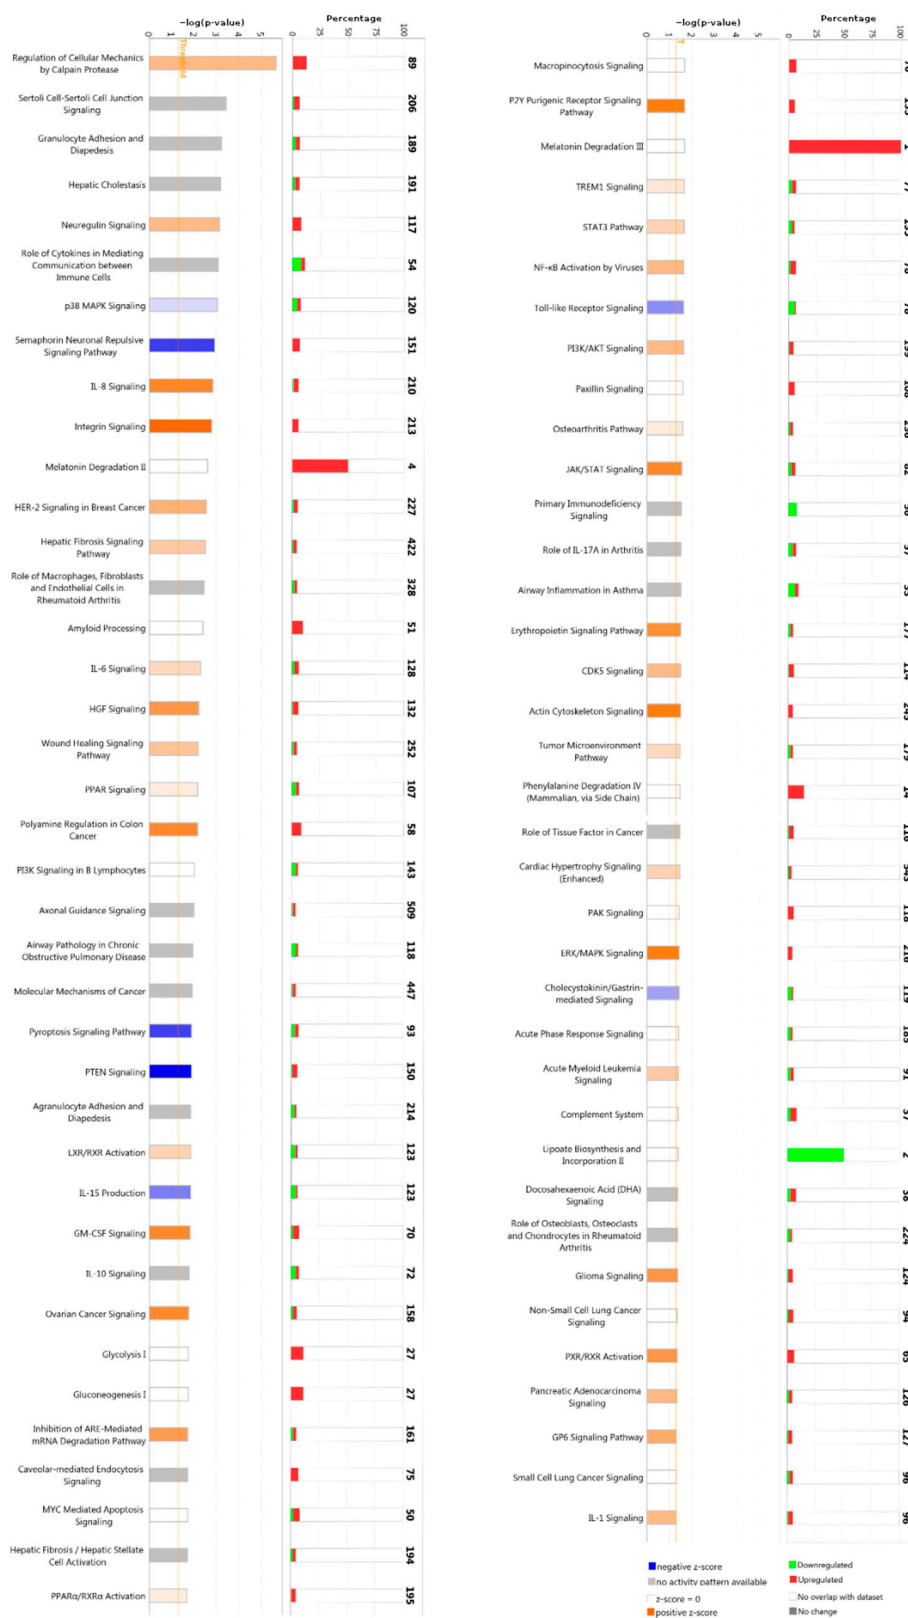 −log(p-value)
0 1 2 3 4 5
Threshold
Percentage
0 25 50 75 100
Regulation of Cellular Mechanics
by Calpain Protease
89
Sertoli Cell-Sertoli Cell Junction
Signaling
206
Granulocyte Adhesion and
Diapedesis
189
Hepatic Cholestasis
191
Neuregulin Signaling
117
Role of Cytokines in Mediating
Communication between
Immune Cells
54
p38 MAPK Signaling
120
Semaphorin Neuronal Repulsive
Signaling Pathway
151
IL-8 Signaling
210
Integrin Signaling
213
Melatonin Degradation II
4
HER-2 Signaling in Breast Cancer
227
Hepatic Fibrosis Signaling
Pathway
422
Role of Macrophages, Fibroblasts
and Endothelial Cells in
Rheumatoid Arthritis
328
Amyloid Processing
51
IL-6 Signaling
128
HGF Signaling
132
Wound Healing Signaling
Pathway
252
PPAR Signaling
107
Polyamine Regulation in Colon
Cancer
58
PI3K Signaling in B Lymphocytes
143
Axonal Guidance Signaling
509
Airway Pathology in Chronic
Obstructive Pulmonary Disease
118
Molecular Mechanisms of Cancer
447
Pyroptosis Signaling Pathway
93
PTEN Signaling
150
Agranulocyte Adhesion and
Diapedesis
214
LXR/RXR Activation
123
IL-15 Production
123
GM-CSF Signaling
70
IL-10 Signaling
72
Ovarian Cancer Signaling
158
Glycolysis I
27
Gluconeogenesis I
27
Inhibition of ARE-Mediated
mRNA Degradation Pathway
161
Caveolar-mediated Endocytosis
Signaling
75
MYC Mediated Apoptosis
Signaling
50
Hepatic Fibrosis / Hepatic Stellate
Cell Activation
194
PPARα/RXRα Activation
195
−log(p-value)
0 1 2 3 4 5
Percentage
0 25 50 75 100
Macropinocytosis Signaling
P2Y Purigenic Receptor Signaling
Pathway
Melatonin Degradation III
TREM1 Signaling
STAT3 Pathway
NF-κB Activation by Viruses
Toll-like Receptor Signaling
PI3K/AKT Signaling
Paxillin Signaling
Osteoarthritis Pathway
JAK/STAT Signaling
Primary Immunodeficiency
Signaling
Role of IL-17A in Arthritis
Airway Inflammation in Asthma
Erythropoietin Signaling Pathway
CDK5 Signaling
Actin Cytoskeleton Signaling
Tumor Microenvironment
Pathway
Phenylalanine Degradation IV
(Mammalian, via Side Chain)
Role of Tissue Factor in Cancer
Cardiac Hypertrophy Signaling
(Enhanced)
PAK Signaling
ERK/MAPK Signaling
Cholecystokinin/Gastrin-
mediated Signaling
Acute Phase Response Signaling
Acute Myeloid Leukemia
Signaling
Complement System
Lipoate Biosynthesis and
Incorporation II
Docosahexaenoic Acid (DHA)
Signaling
Role of Osteoblasts, Osteoclasts
and Chondrocytes in Rheumatoid
Arthritis
224
Glioma Signaling
Non-Small Cell Lung Cancer
Signaling
PXR/RXR Activation
Pancreatic Adenocarcinoma
Signaling
GP6 Signaling Pathway
Small Cell Lung Cancer Signaling
IL-1 Signaling
negative z-score
no activity pattern available
z-score = 0
positive z-score
Downregulated
Upregulated
No overlap with dataset
No change